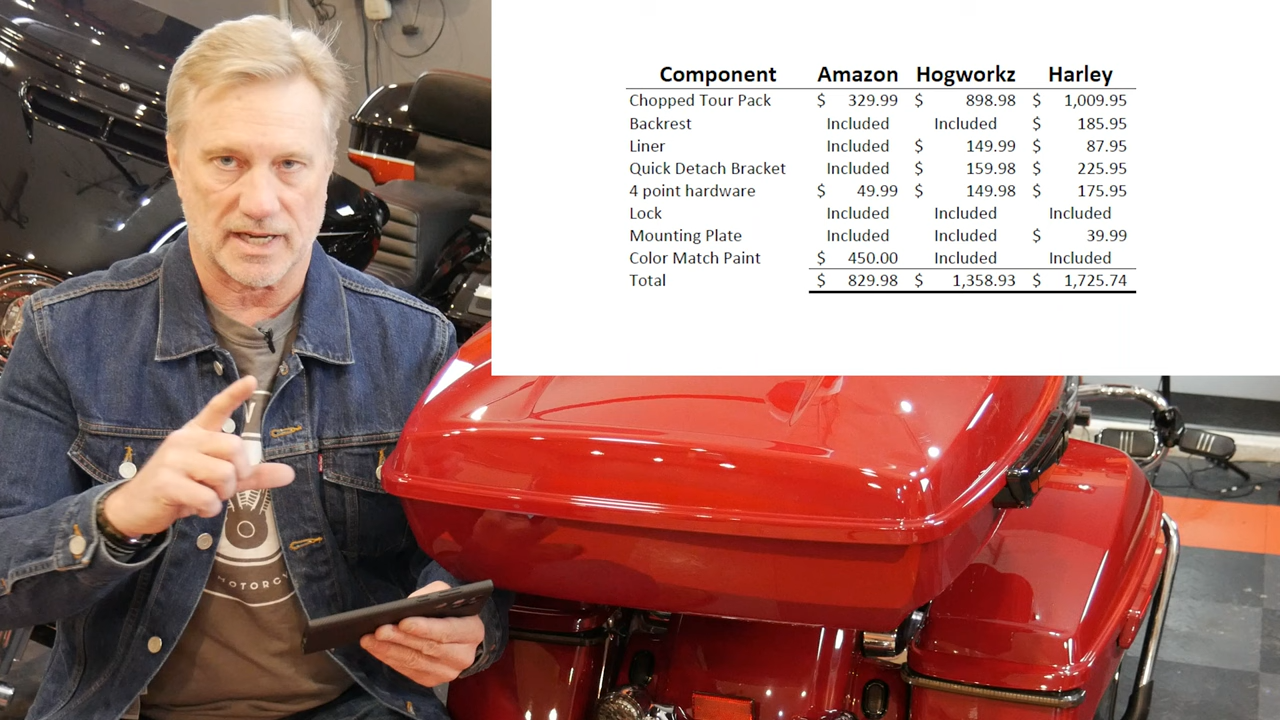 Component Amazon Hogworkz Harley
Chopped Tour Pack $ 329.99 $ 898.98 $ 1,009.95
Backrest Included Included $ 185.95
Liner Included $ 149.99 $ 87.95
Quick Detach Bracket Included $ 159.98 $ 225.95
4 point hardware $ 49.99 $ 149.98 $ 175.95
Lock Included Included Included
Mounting Plate Included Included $ 39.99
Color Match Paint $ 450.00 Included Included
Total $ 829.98 $ 1,358.93 $ 1,725.74